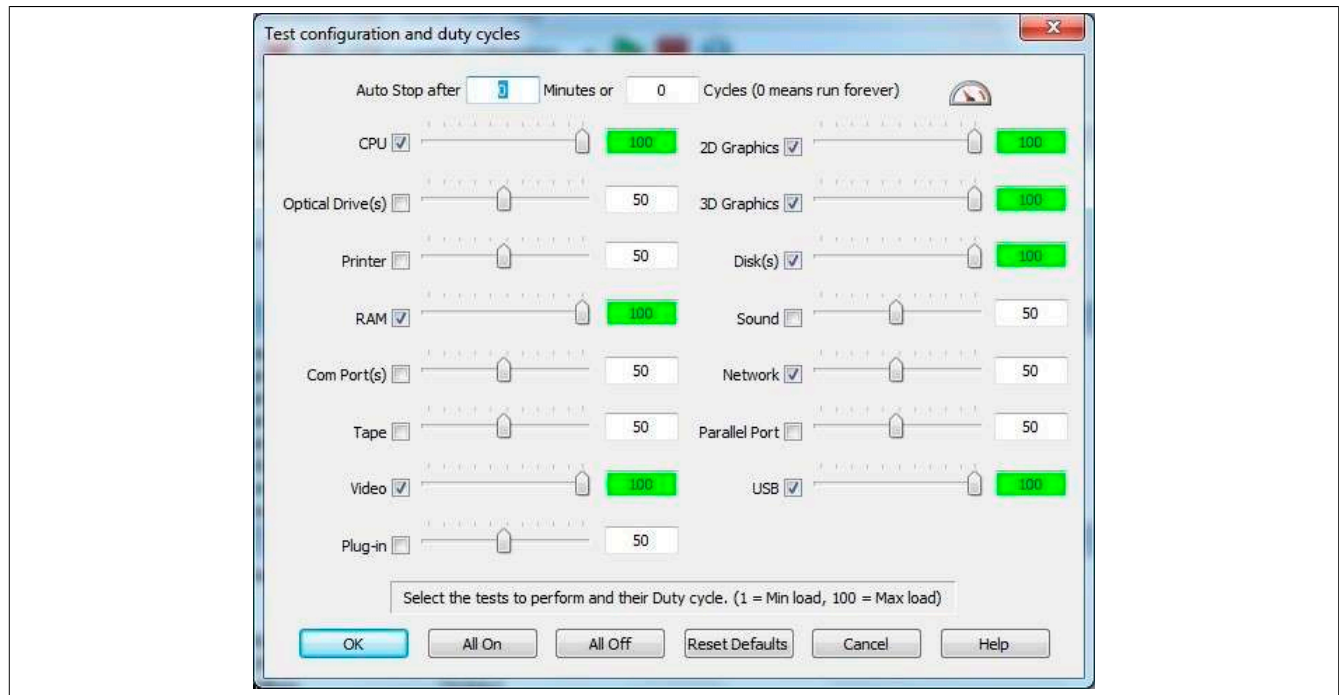 Test configuration and duty cycles
Auto Stop after 0 Minutes or 0 Cycles (0 means run forever)
CPU 100 2D Graphics 100
Optical Drive(s) 50 3D Graphics 100
Printer 50 Disk(s) 100
RAM 100 Sound 50
Com Port(s) 50 Network 50
Tape 50 Parallel Port 50
Video 100 USB 100
Plug-in 50
Select the tests to perform and their Duty cycle. (1 = Min load, 100 = Max load)
OK All On All Off Reset Defaults Cancel Help